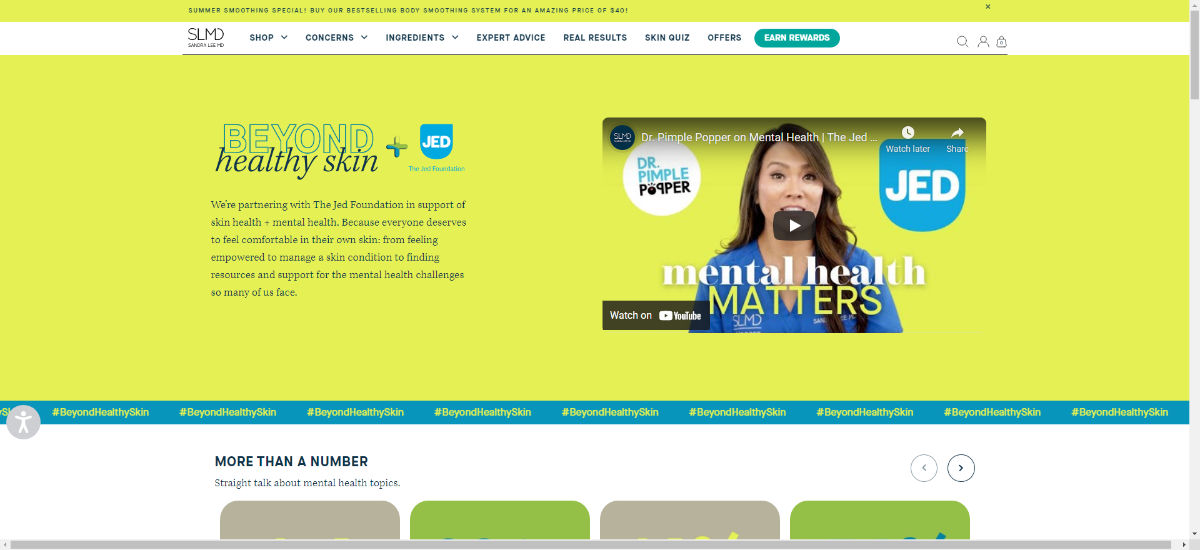 SUMMER SMOOTHING SPECIAL! BUY OUR BESTSELLING BODY SMOOTHING SYSTEM FOR AN AMAZING PRICE OF $40!
SLMD
SANDRA LEE MD
SHOP
CONCERNS
INGREDIENTS
EXPERT ADVICE
REAL RESULTS
SKIN QUIZ
OFFERS
EARN REWARDS
0
BEYOND
healthy skin
+
JED
The Jed Foundation
We're partnering with The Jed Foundation in support of
skin health + mental health. Because everyone deserves
to feel comfortable in their own skin: from feeling
empowered to manage a skin condition to finding
resources and support for the mental health challenges
so many of us face.
SLMD
Dr. Pimple Popper on Mental Health | The Jed ...
Watch later
Share
DR.
PIMPLE
POPPER
JED
mental health
MATTERS
SLMD
Watch on YouTube
#BeyondHealthySkin #BeyondHealthySkin #BeyondHealthySkin #BeyondHealthySkin #BeyondHealthySkin #BeyondHealthySkin #BeyondHealthySkin #BeyondHealthySkin #BeyondHealthySkin
MORE THAN A NUMBER
Straight talk about mental health topics.